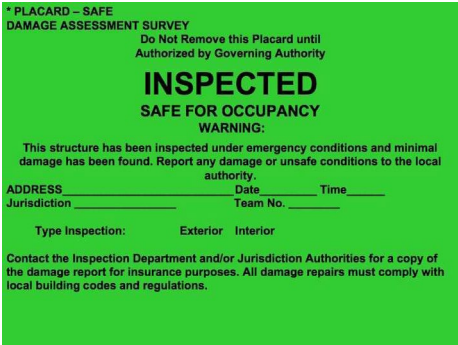 * PLACARD – SAFE
DAMAGE ASSESSMENT SURVEY
Do Not Remove this Placard until
Authorized by Governing Authority
INSPECTED
SAFE FOR OCCUPANCY
WARNING:
This structure has been inspected under emergency conditions and minimal
damage has been found. Report any damage or unsafe conditions to the local
authority.
ADDRESS__________________________Date_________ Time______
Jurisdiction ________________ Team No. ________
Type Inspection: Exterior Interior
Contact the Inspection Department and/or Jurisdiction Authorities for a copy of
the damage report for insurance purposes. All damage repairs must comply with
local building codes and regulations.